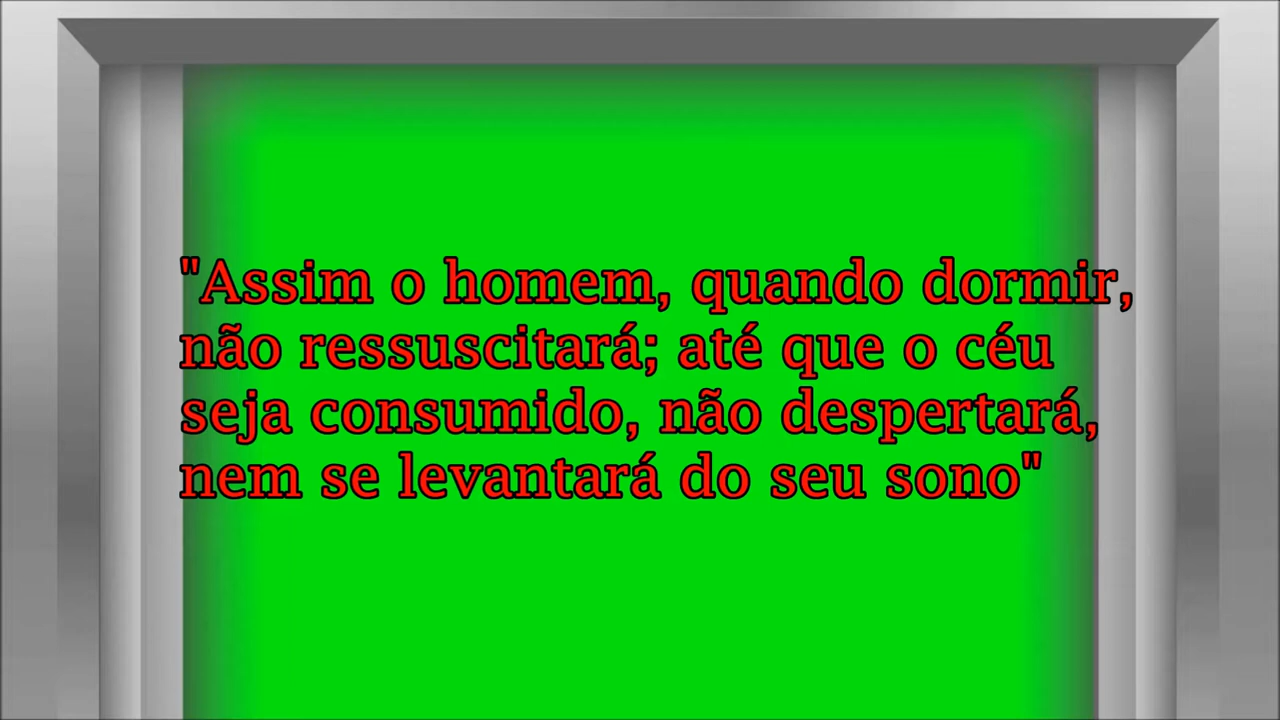 "Assim o homem, quando dormir,
não ressuscitará; até que o céu
seja consumido, não despertará,
nem se levantará do seu sono"